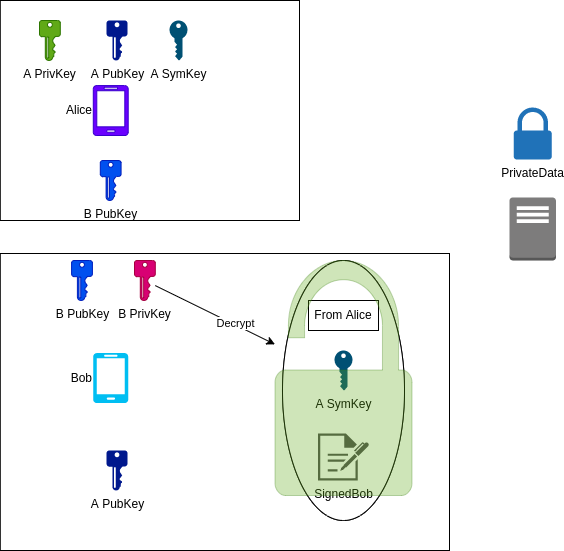 A PrivKey A PubKey A SymKey
Alice
B PubKey
PrivateData
B PubKey B PrivKey
Decrypt
From Alice
Bob
A SymKey
A PubKey
SignedBob